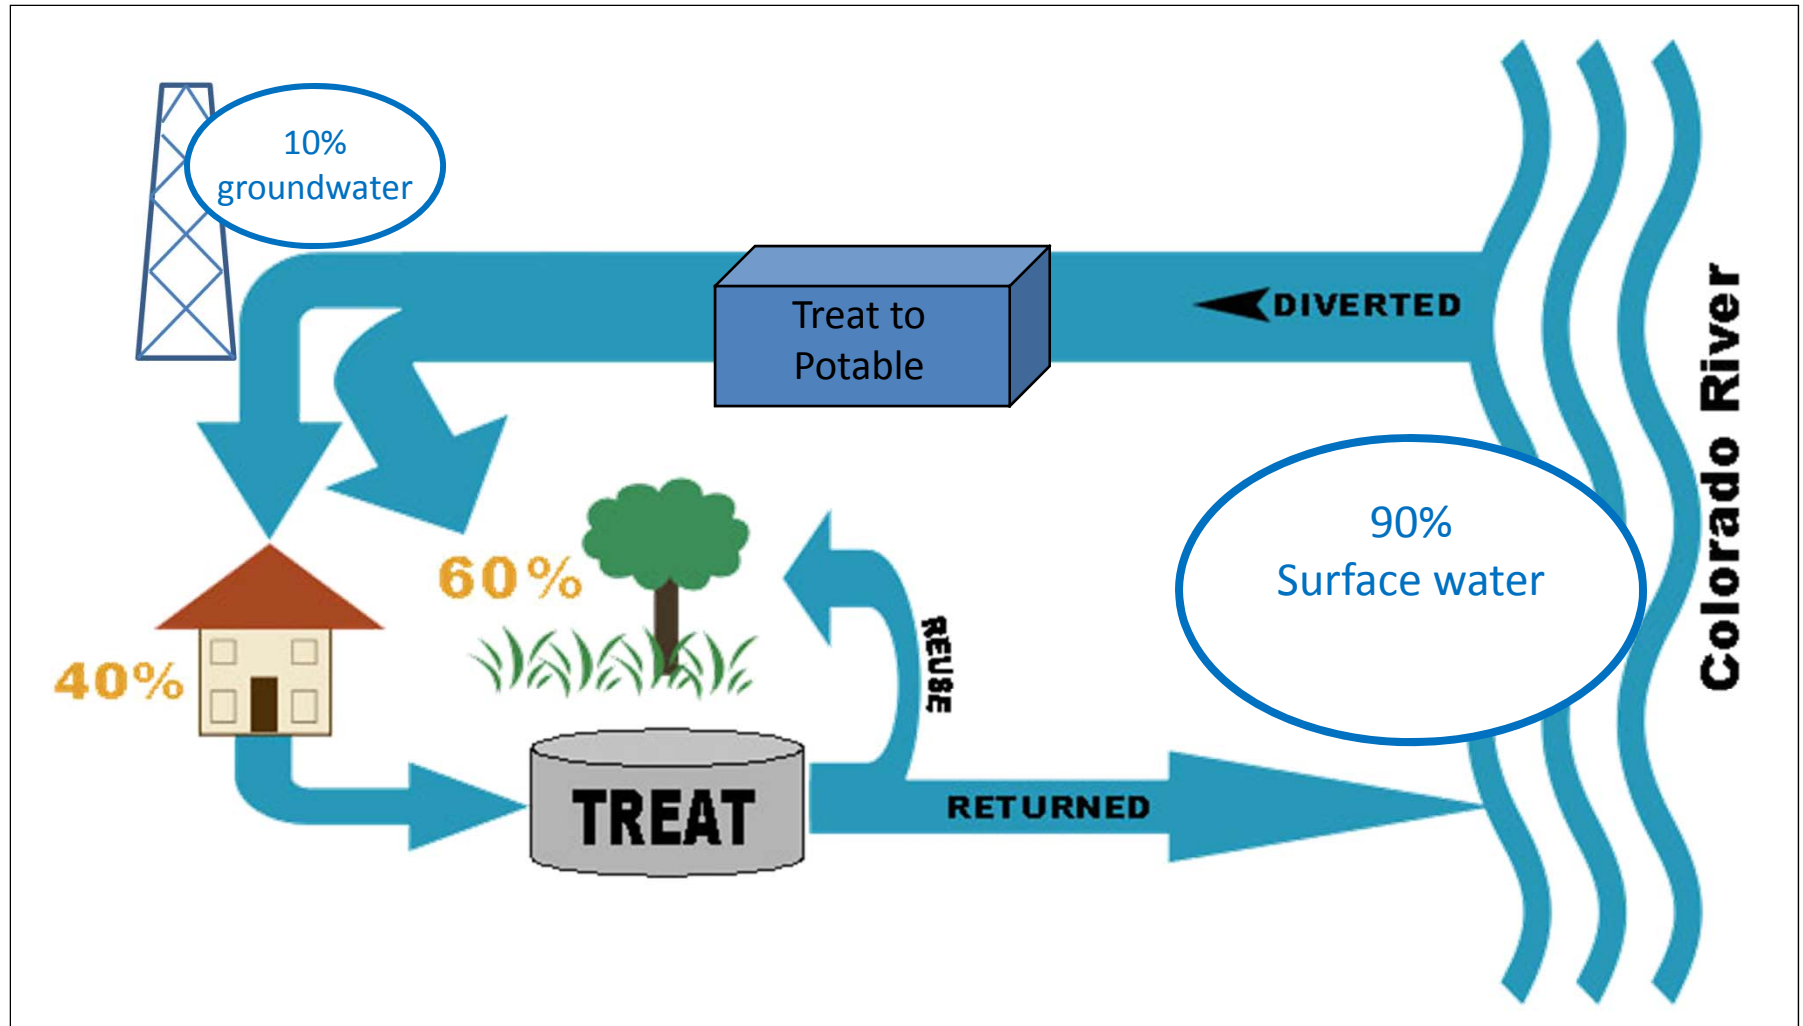 10%
groundwater
DIVERTED
Treat to
Potable
Colorado River
90%
Surface water
60%
40%
REUSE
TREAT
RETURNED